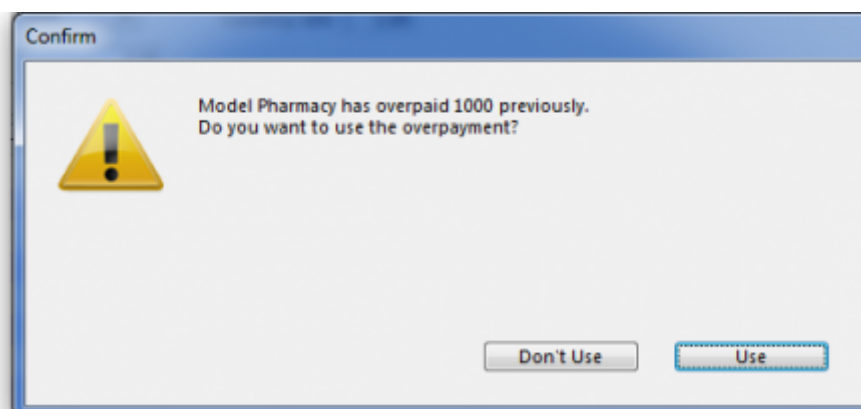 Confirm
Model Pharmacy has overpaid 1000 previously.
Do you want to use the overpayment?
Don't Use
Use